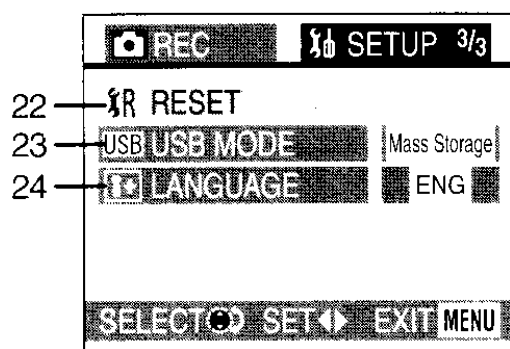 REC SETUP 3/3
22 RESET
23 USB USB MODE Mass Storage
24 LANGUAGE ENG
SELECT SET EXIT MENU